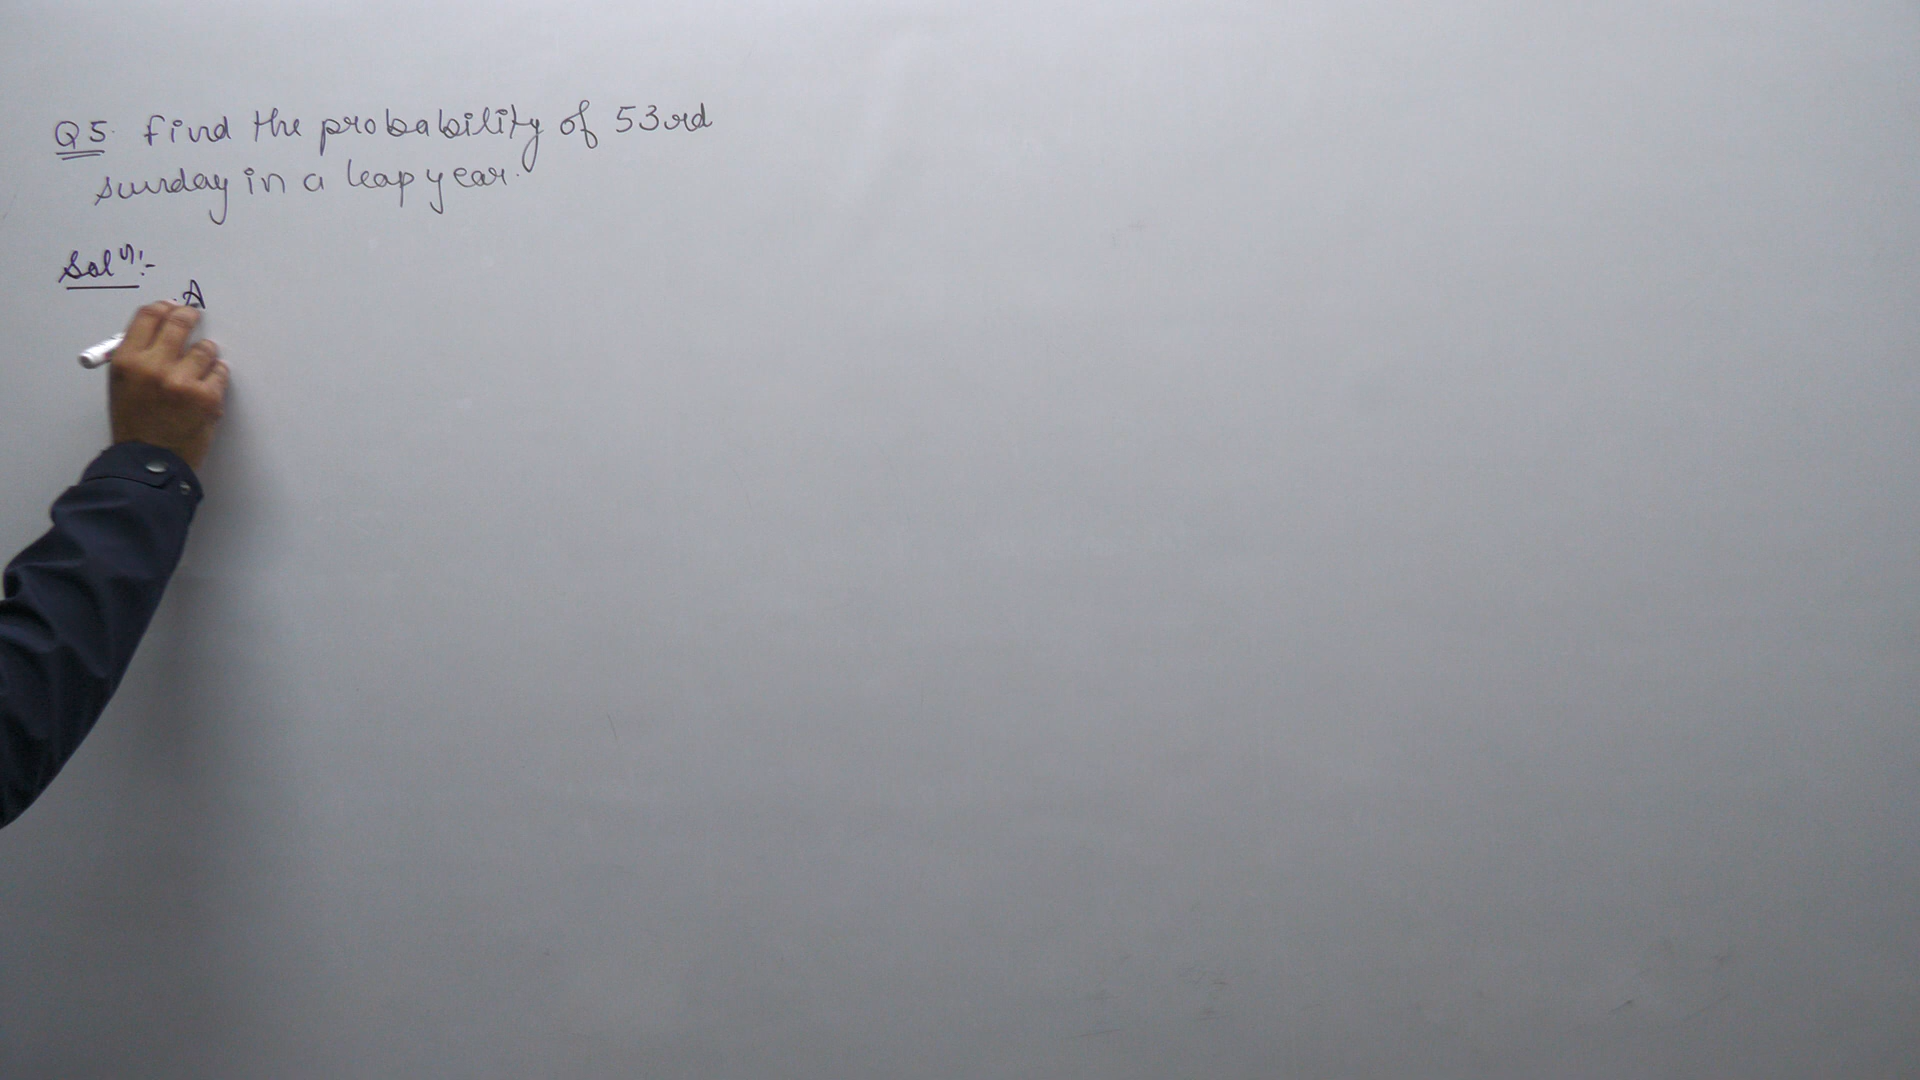 Q5. Find the probability of 53rd
sunday in a leap year.
Solⁿ:-
A